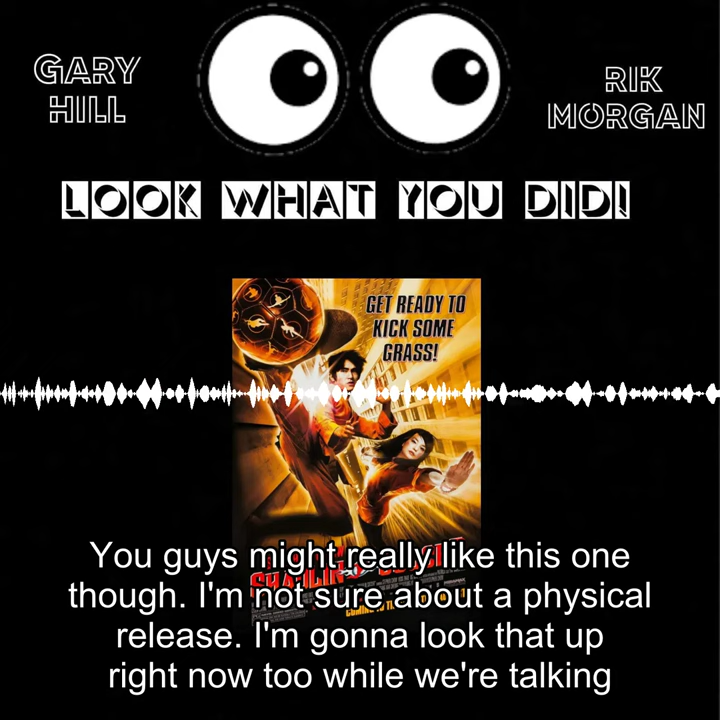 GARY
HILL
RIK
MORGAN
LOOK WHAT YOU DID!
GET READY TO
KICK SOME
GRASS!
You guys might really like this one
though. I'm not sure about a physical
release. I'm gonna look that up
right now too while we're talking